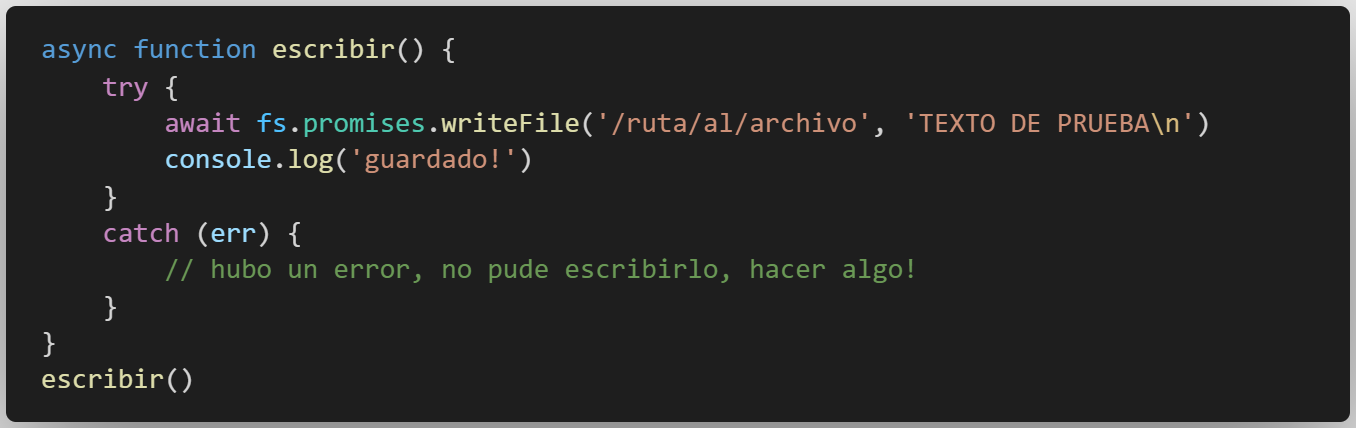 async function escribir() {
    try {
        await fs.promises.writeFile('/ruta/al/archivo', 'TEXTO DE PRUEBA\n')
        console.log('guardado!')
    }
    catch (err) {
        // hubo un error, no pude escribirlo, hacer algo!
    }
}
escribir()